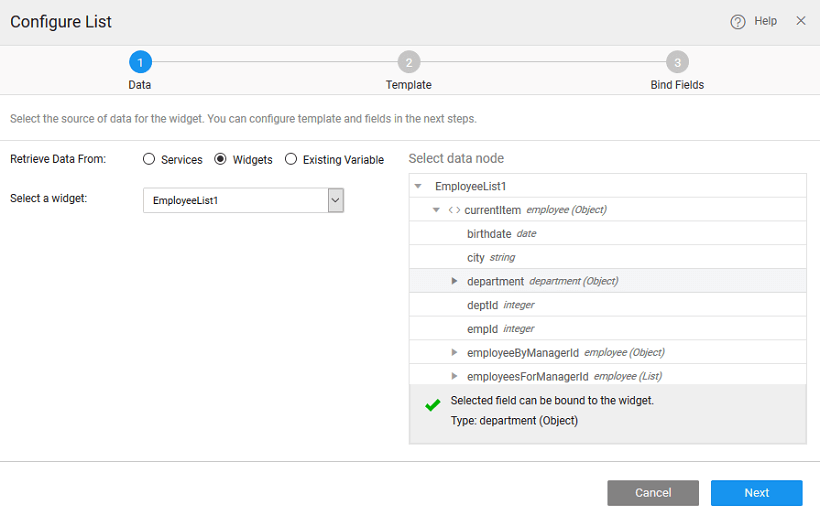 Configure List
? Help ×
1 2 3
Data Template Bind Fields
Select the source of data for the widget. You can configure template and fields in the next steps.
Retrieve Data From: Services Widgets Existing Variable
Select a widget: EmployeeList1
Select data node
EmployeeList1
<> currentItem employee (Object)
birthdate date
city string
department department (Object)
deptId integer
empId integer
employeeByManagerId employee (Object)
employeesForManagerId employee (List)
Selected field can be bound to the widget.
Type: department (Object)
Cancel Next